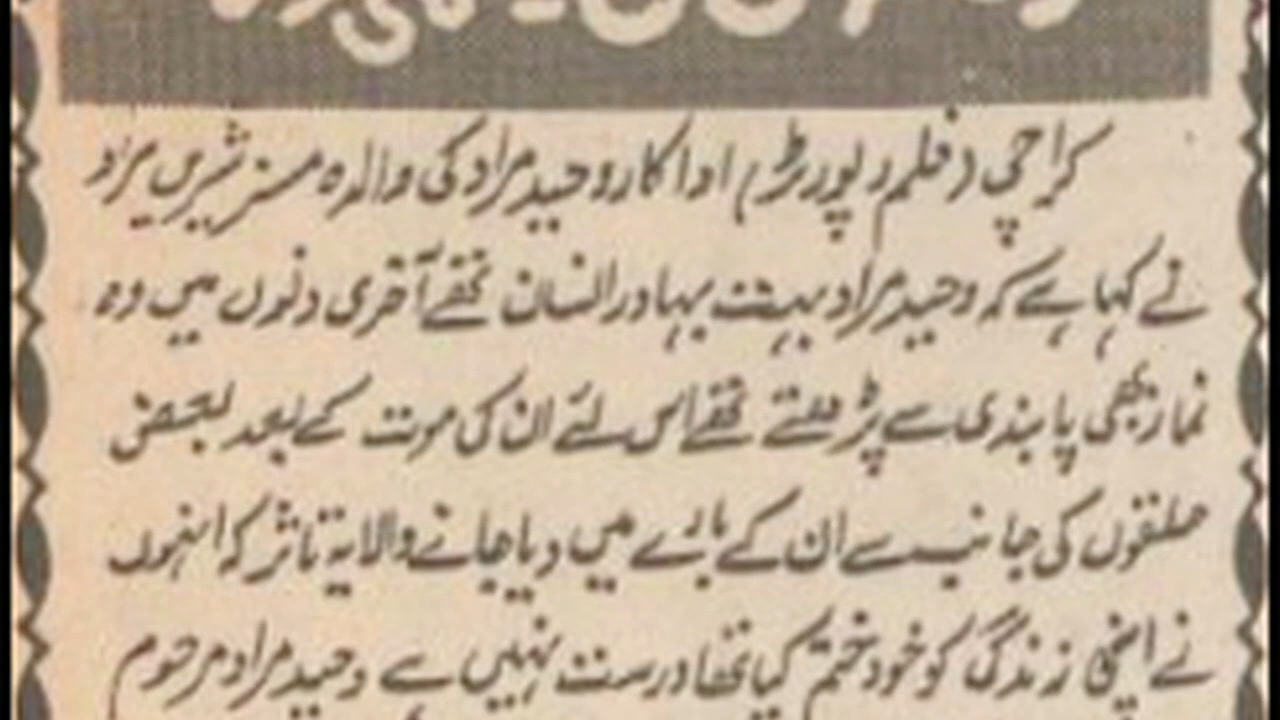 کراچی (فلم رپورٹر) اداکار وحید مراد کی والدہ مسز شیریں مراد
نے کہا ہے کہ وحید مراد بہت بہادر انسان تھے آخری دنوں میں وہ
نماز بھی پابندی سے پڑھتے تھے اس لئے ان کی موت کے بعد بعض
حلقوں کی جانب سے ان کے بارے میں دیا جانے والا یہ تاثر کہ انہوں
نے اپنی زندگی کو خود ختم کیا تھا درست نہیں ہے وحید مراد مرحوم